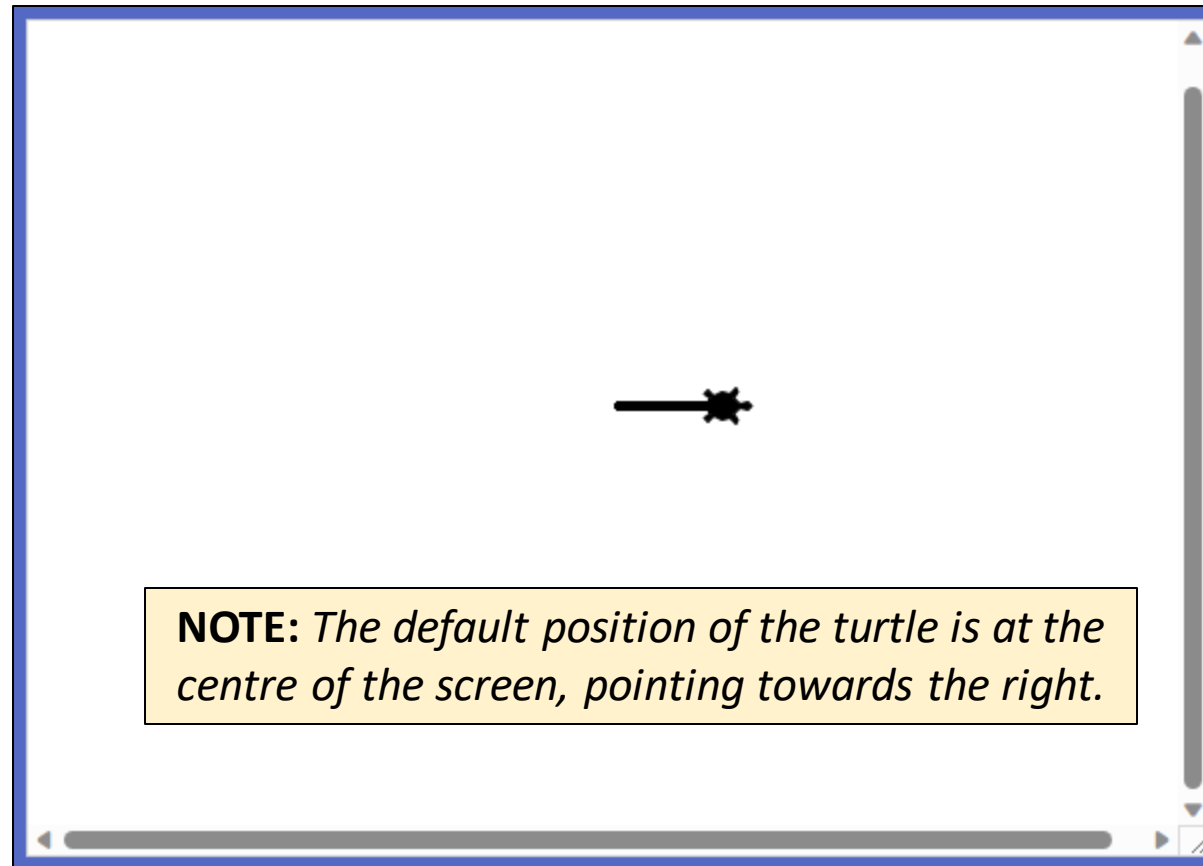 NOTE: The default position of the turtle is at the
centre of the screen, pointing towards the right.